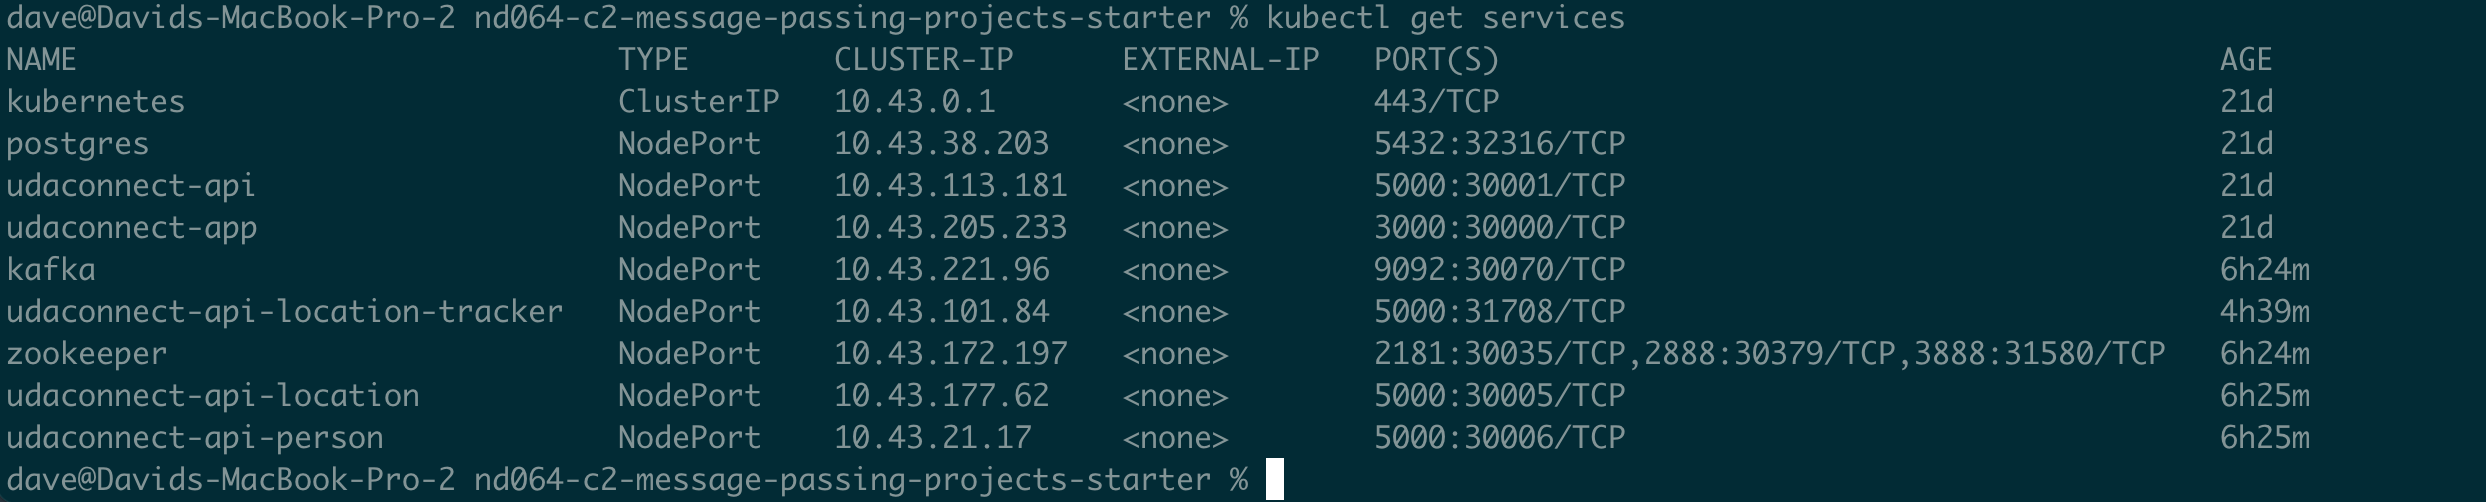 dave@Davids-MacBook-Pro-2 nd064-c2-message-passing-projects-starter % kubectl get services
NAME TYPE CLUSTER-IP EXTERNAL-IP PORT(S) AGE
kubernetes ClusterIP 10.43.0.1 <none> 443/TCP 21d
postgres NodePort 10.43.38.203 <none> 5432:32316/TCP 21d
udaconnect-api NodePort 10.43.113.181 <none> 5000:30001/TCP 21d
udaconnect-app NodePort 10.43.205.233 <none> 3000:30000/TCP 21d
kafka NodePort 10.43.221.96 <none> 9092:30070/TCP 6h24m
udaconnect-api-location-tracker NodePort 10.43.101.84 <none> 5000:31708/TCP 4h39m
zookeeper NodePort 10.43.172.197 <none> 2181:30035/TCP,2888:30379/TCP,3888:31580/TCP 6h24m
udaconnect-api-location NodePort 10.43.177.62 <none> 5000:30005/TCP 6h25m
udaconnect-api-person NodePort 10.43.21.17 <none> 5000:30006/TCP 6h25m
dave@Davids-MacBook-Pro-2 nd064-c2-message-passing-projects-starter %